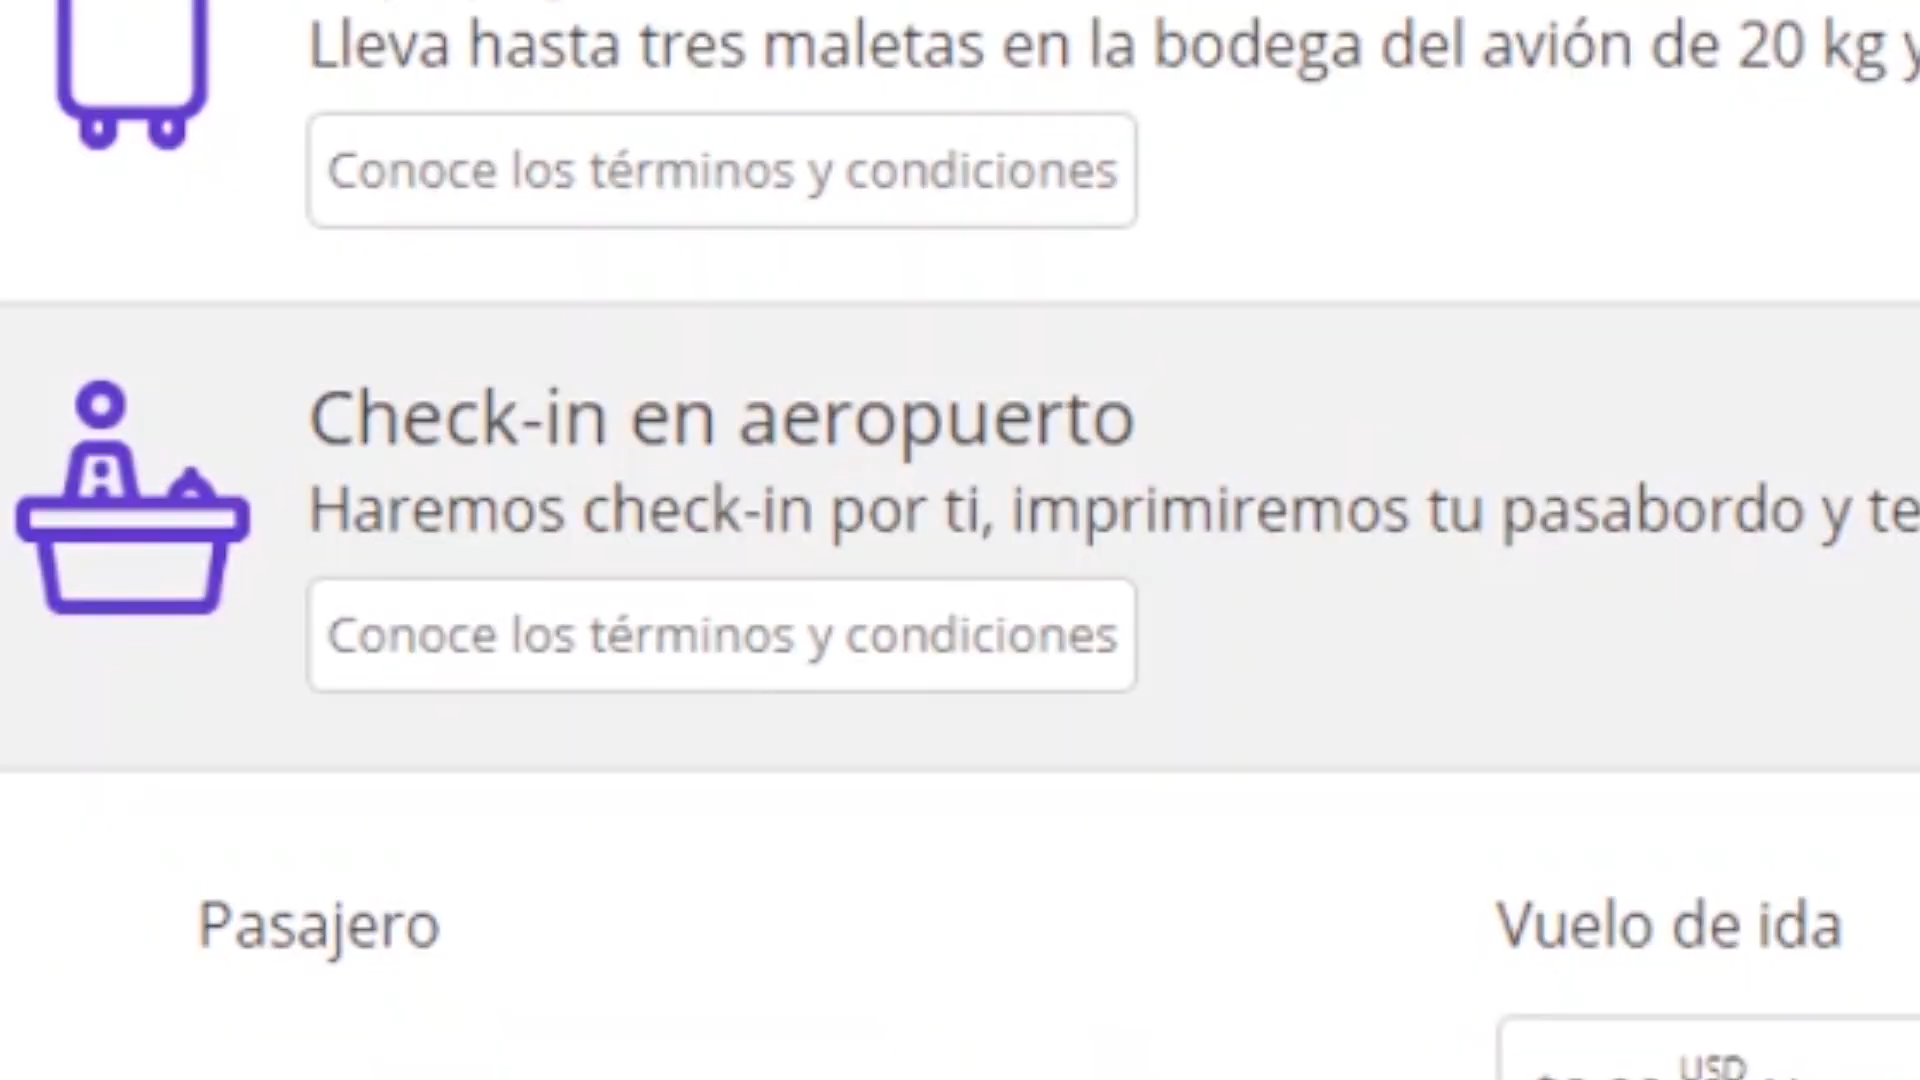 Lleva hasta tres maletas en la bodega del avión de 20 kg y
Conoce los términos y condiciones
Check-in en aeropuerto
Haremos check-in por ti, imprimiremos tu pasabordo y te
Conoce los términos y condiciones
Pasajero
Vuelo de ida
USD